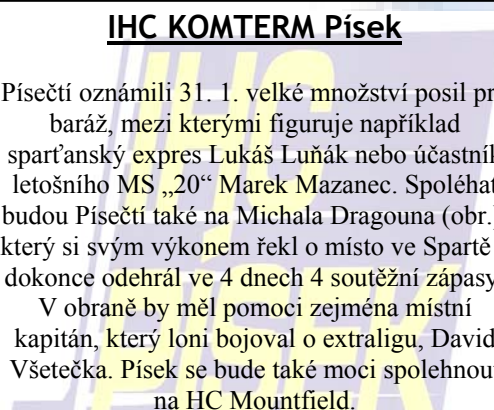 IHC KOMTERM Písek
Písečtí oznámili 31. 1. velké množství posil pr
baráž, mezi kterými figuruje například
sparťanský expres Lukáš Luňák nebo účastník
letošního MS „20“ Marek Mazanec. Spoléhat
budou Písečtí také na Michala Dragouna (obr.)
který si svým výkonem řekl o místo ve Spartě
dokonce odehrál ve 4 dnech 4 soutěžní zápasy
V obraně by měl pomoci zejména místní
kapitán, který loni bojoval o extraligu, David
Všetečka. Písek se bude také moci spolehnou
na HC Mountfield.
IHC
PÍSEK